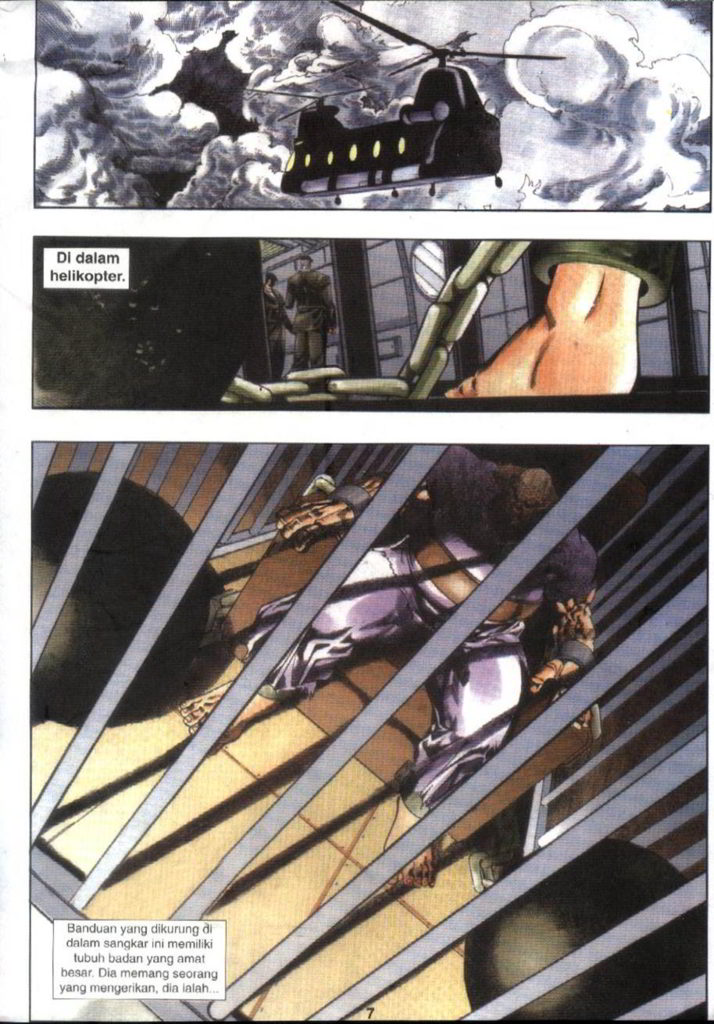 Di dalam
helikopter.
Banduan yang dikurung di
dalam sangkar ini memiliki
tubuh badan yang amat
besar. Dia memang seorang
yang mengerikan, dia ialah...
7